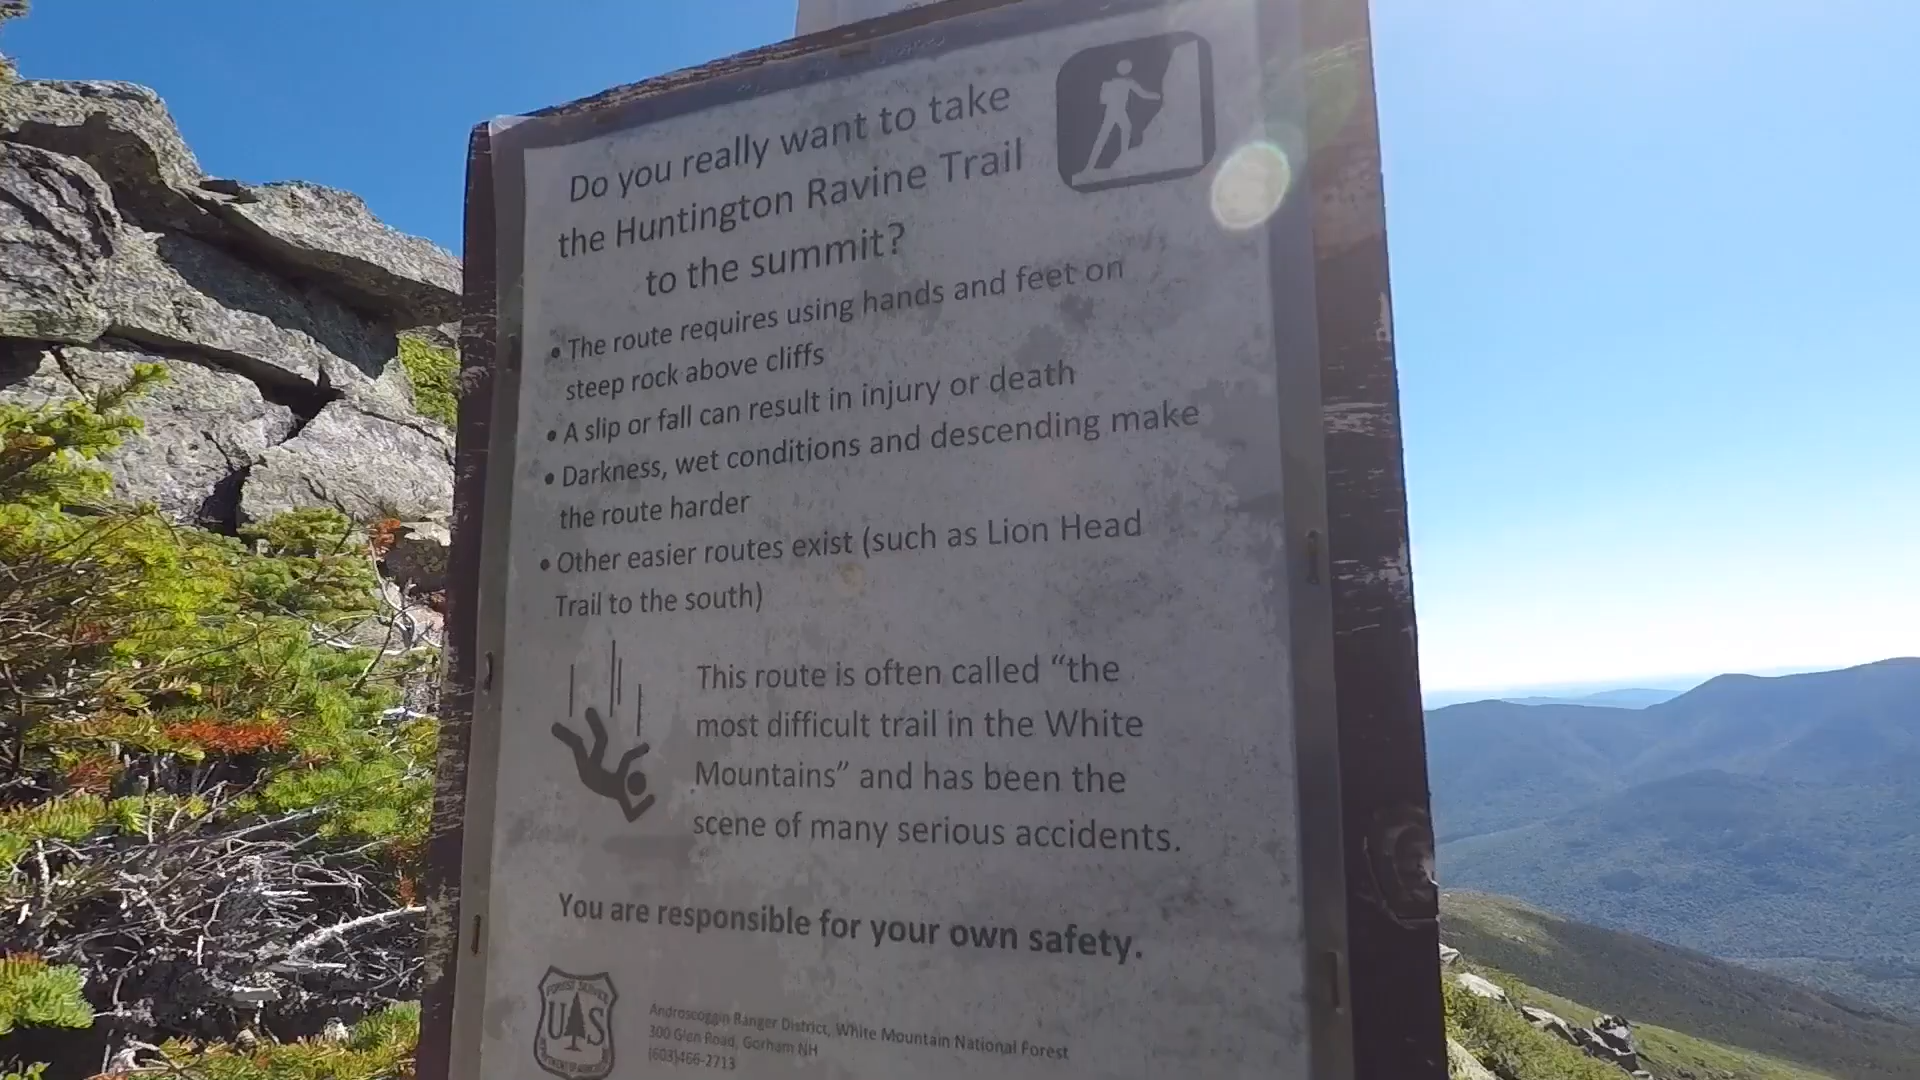 Do you really want to take
the Huntington Ravine Trail
to the summit?
• The route requires using hands and feet on
steep rock above cliffs
• A slip or fall can result in injury or death
• Darkness, wet conditions and descending make
the route harder
• Other easier routes exist (such as Lion Head
Trail to the south)
This route is often called “the
most difficult trail in the White
Mountains” and has been the
scene of many serious accidents.
You are responsible for your own safety.
FOREST SERVICE
U S
DEPARTMENT OF AGRICULTURE
Androscoggin Ranger District, White Mountain National Forest
300 Glen Road, Gorham NH
(603)466-2713